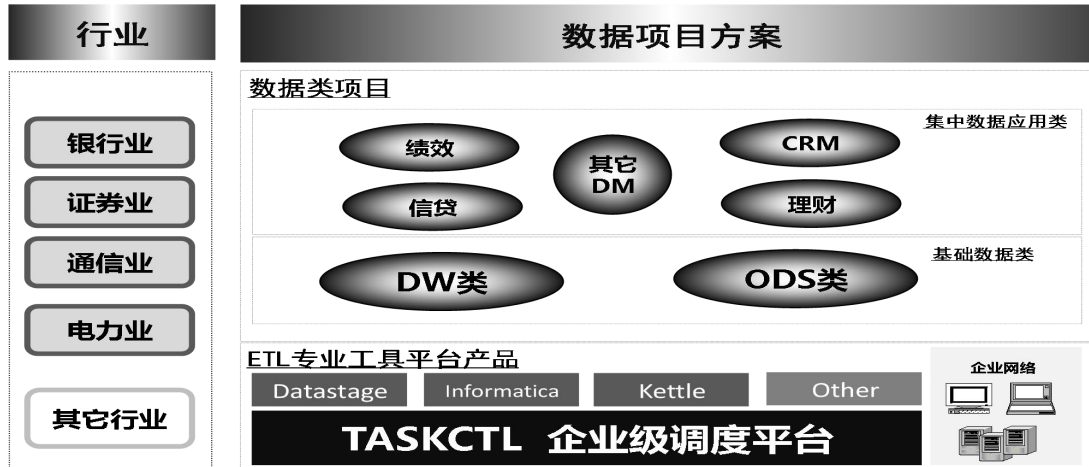 行业
银行业
证券业
通信业
电力业
其它行业
数据项目方案
数据类项目
集中数据应用类
绩效
信贷
其它
DM
CRM
理财
基础数据类
DW类
ODS类
ETL专业工具平台产品
Datastage
Informatica
Kettle
Other
TASKCTL 企业级调度平台
企业网络